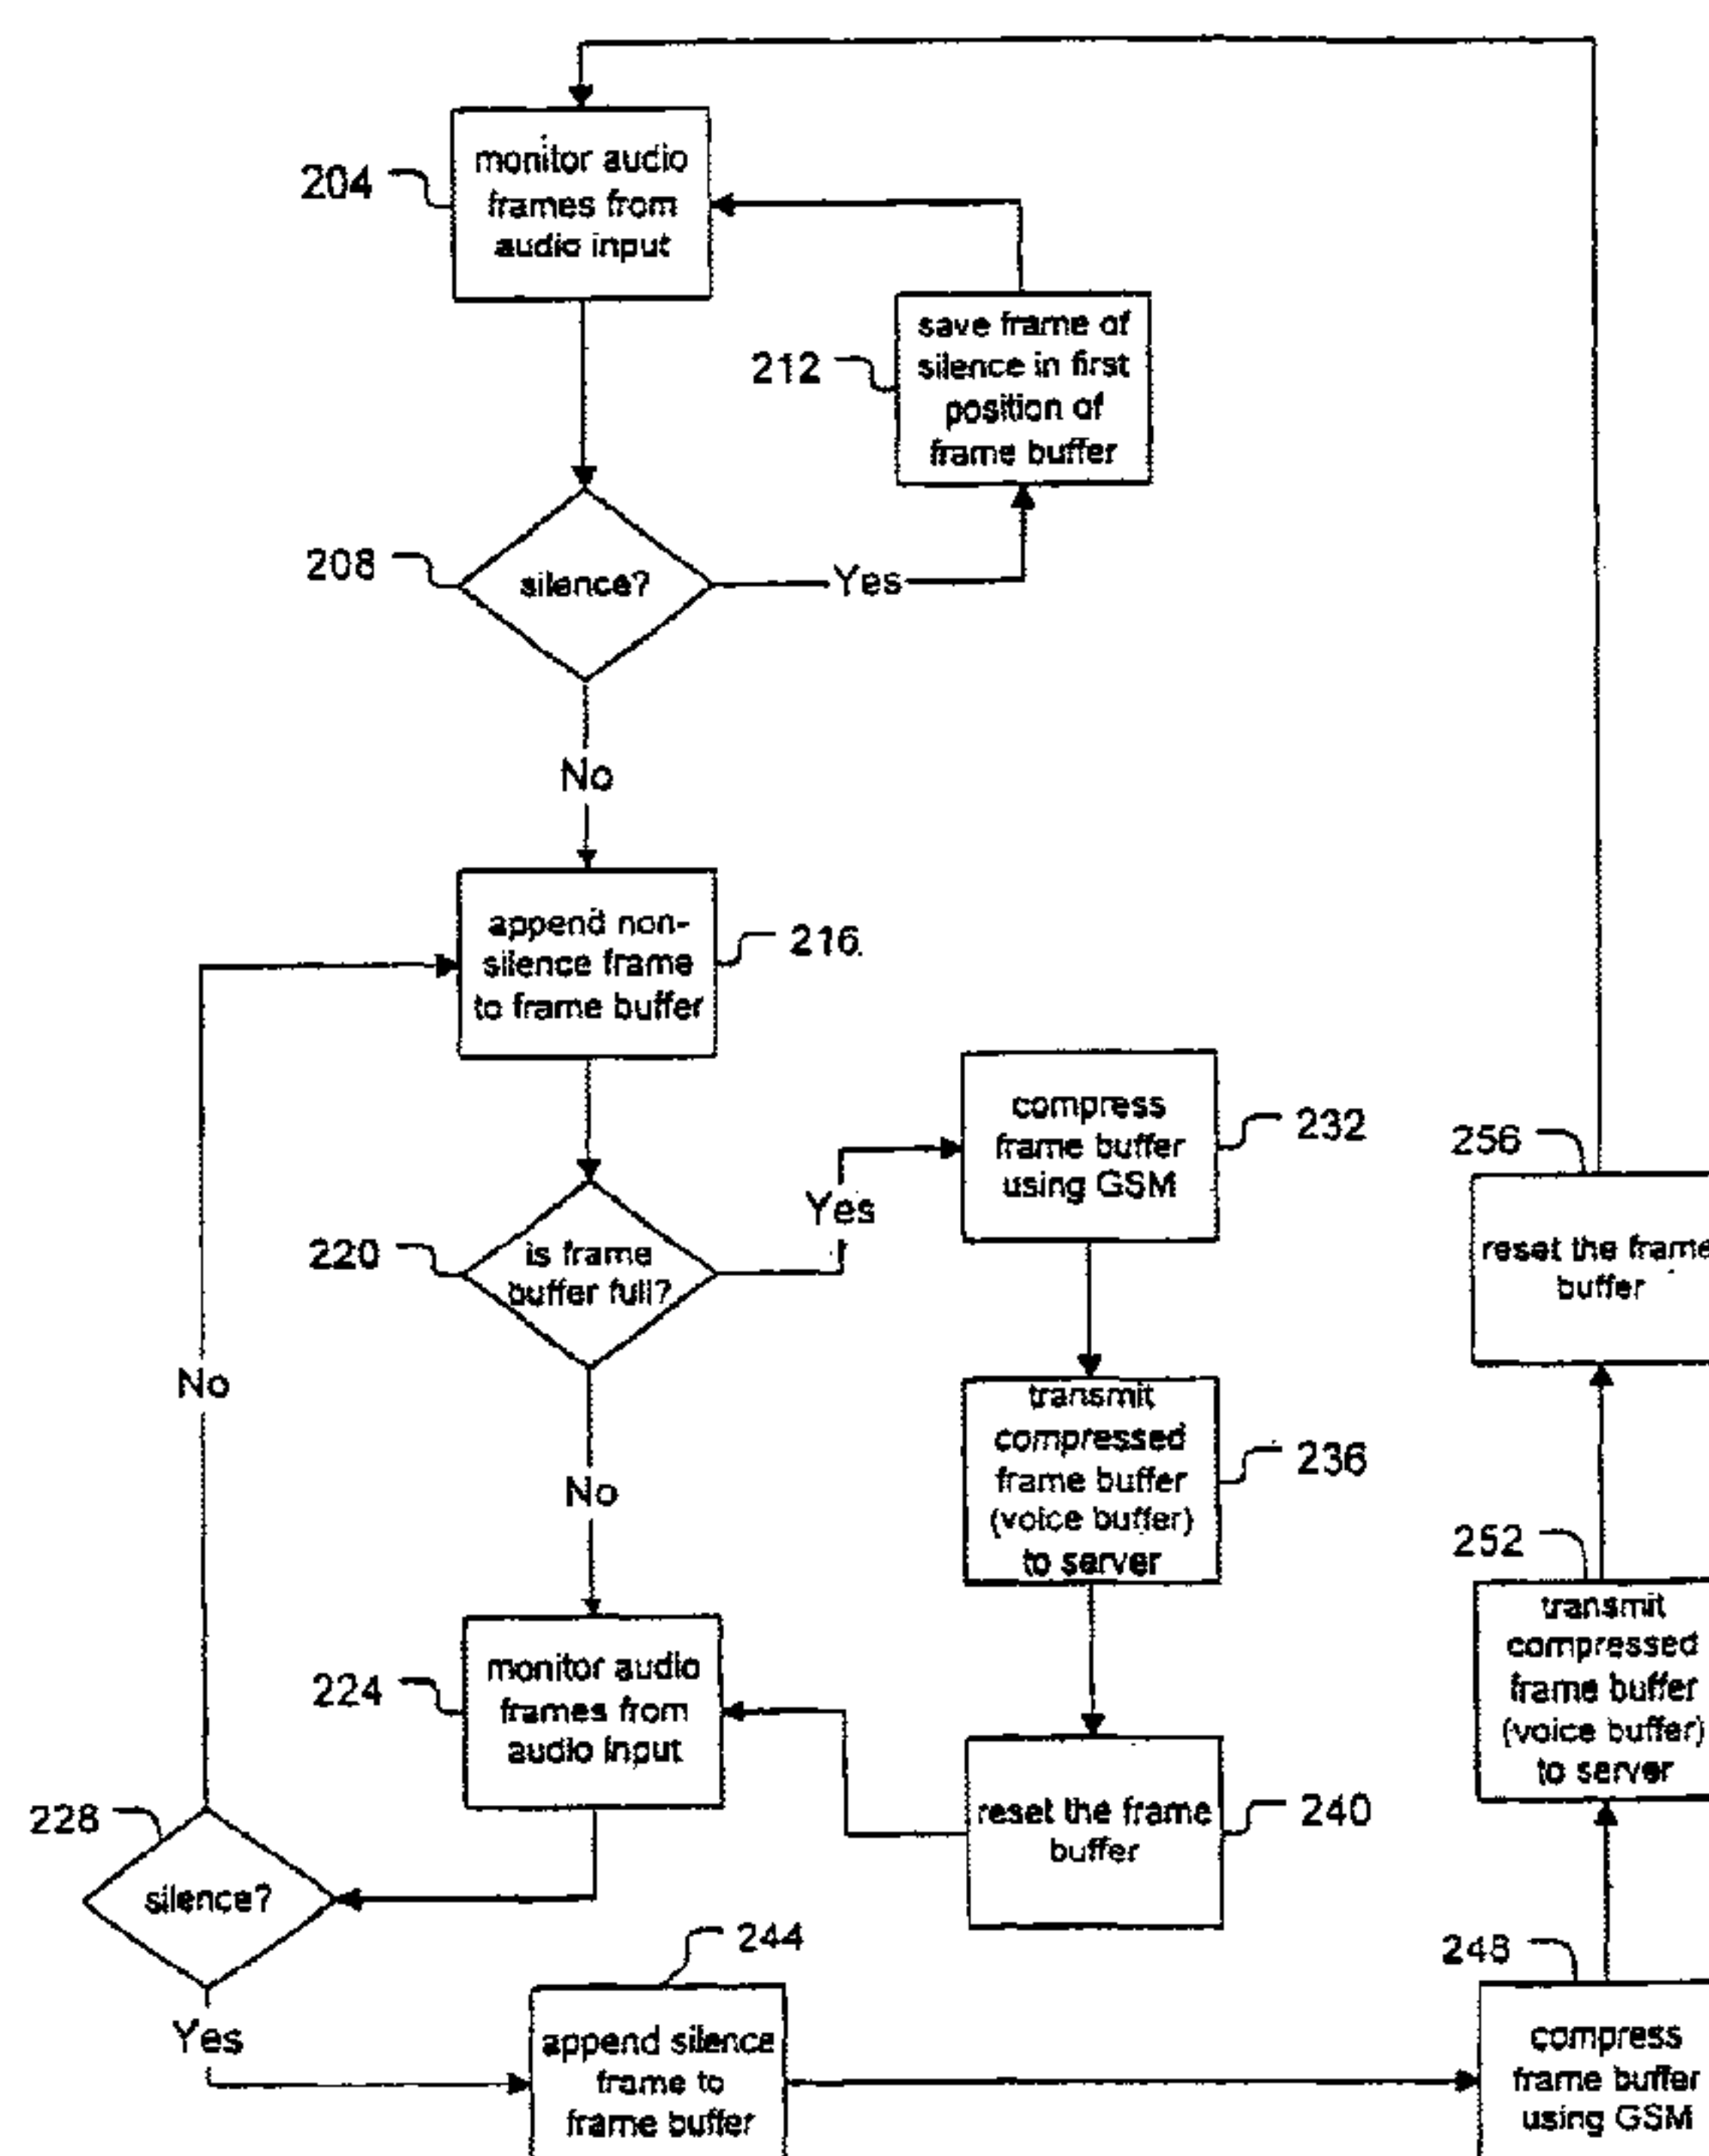 204
monitor audio
frames from
audio input
212
save frame of
silence in first
position of
frame buffer
208
silence?
Yes
No
append non-
silence frame
to frame buffer
216
220
is frame
buffer full?
Yes
compress
frame buffer
using GSM
232
256
reset the frame
buffer
No
No
transmit
compressed
frame buffer
(voice buffer)
to server
236
252
transmit
compressed
frame buffer
(voice buffer)
to server
224
monitor audio
frames from
audio input
reset the frame
buffer
240
228
silence?
Yes
244
append silence
frame to
frame buffer
248
compress
frame buffer
using GSM